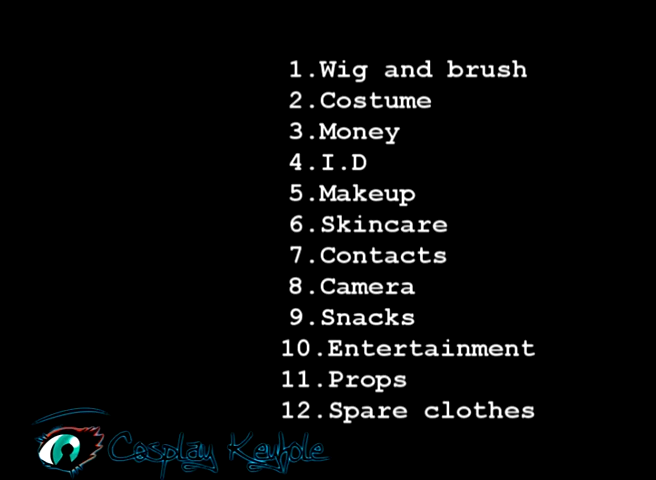 1.Wig and brush
2.Costume
3.Money
4.I.D
5.Makeup
6.Skincare
7.Contacts
8.Camera
9.Snacks
10.Entertainment
11.Props
12.Spare clothes
Cosplay Keyhole